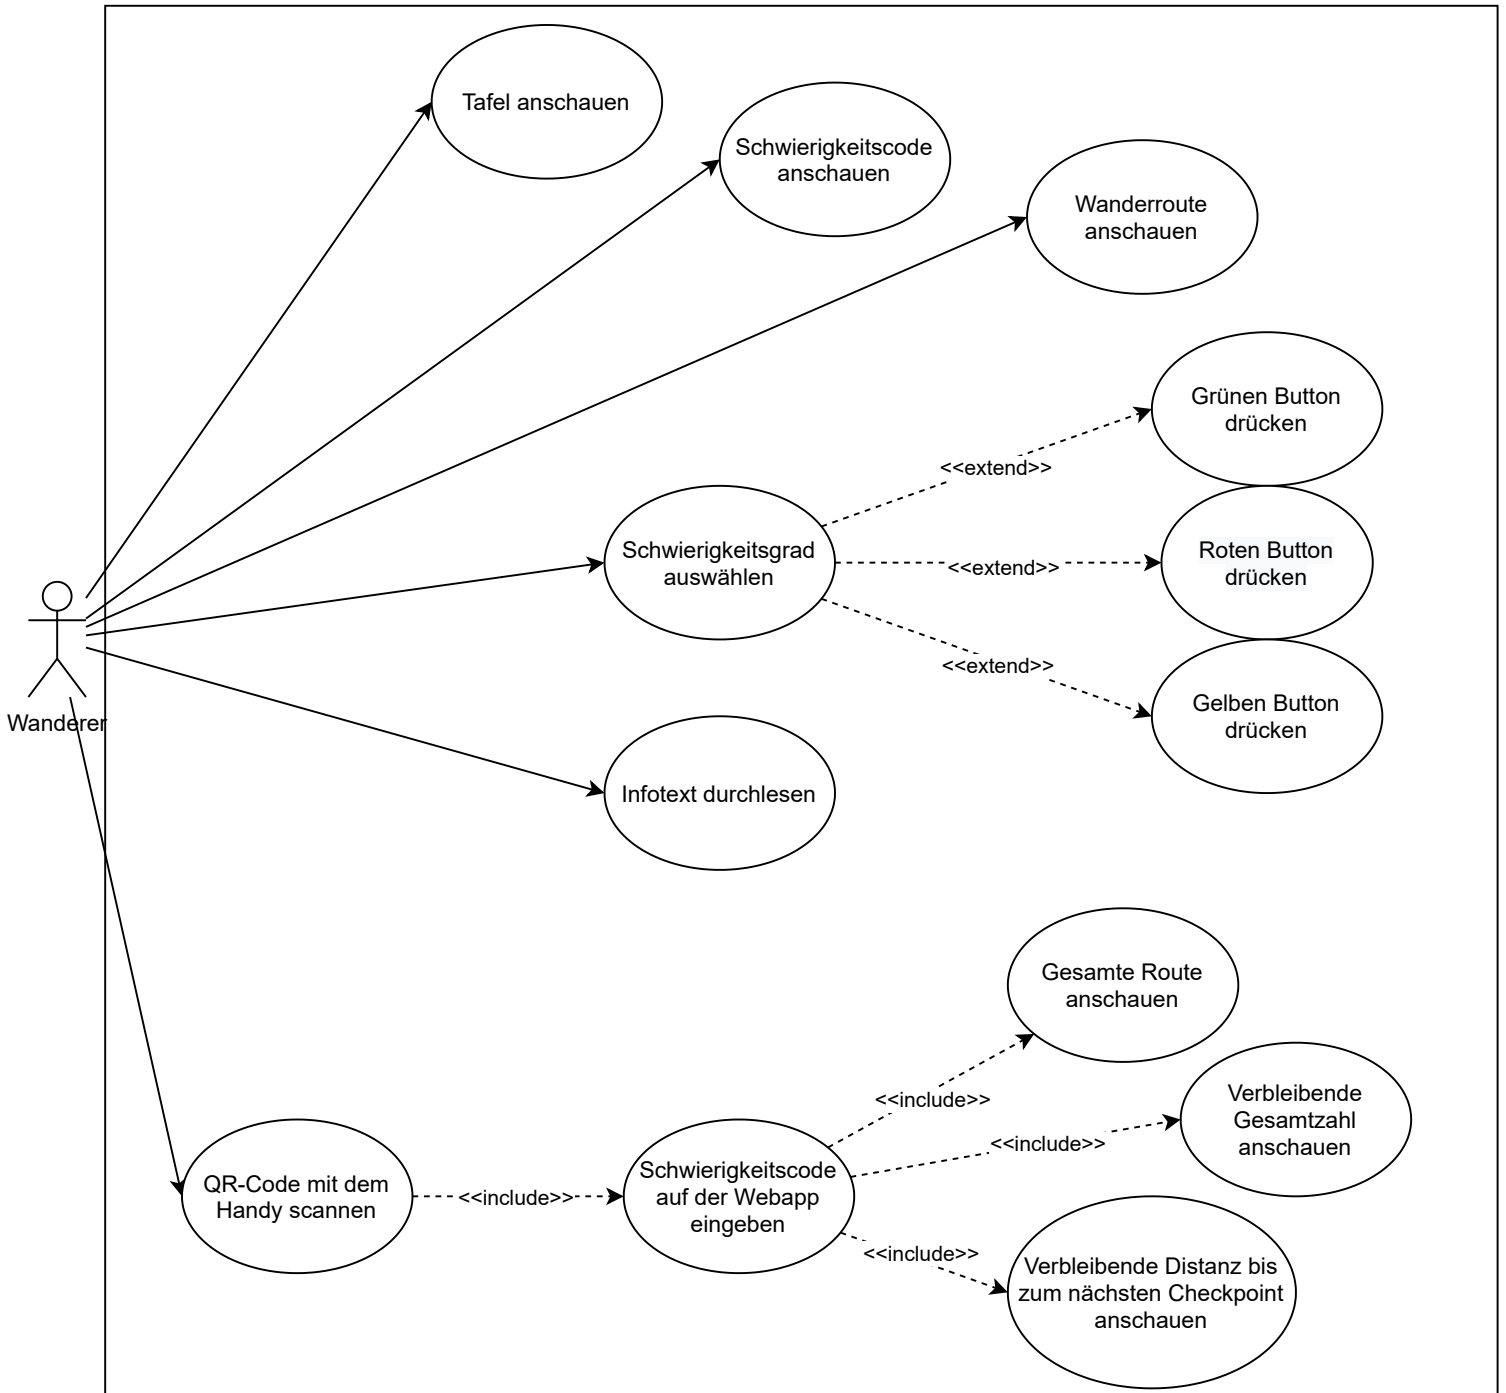 Tafel anschauen
Schwierigkeitscode
anschauen
Wanderroute
anschauen
Grünen Button
drücken
<<extend>>
Schwierigkeitsgrad
auswählen
<<extend>>
Roten Button
drücken
<<extend>>
Gelben Button
drücken
Wanderer
Infotext durchlesen
Gesamte Route
anschauen
<<include>>
Verbleibende
Gesamtzahl
anschauen
<<include>>
QR-Code mit dem
Handy scannen
<<include>>
Schwierigkeitscode
auf der Webapp
eingeben
<<include>>
Verbleibende Distanz bis
zum nächsten Checkpoint
anschauen